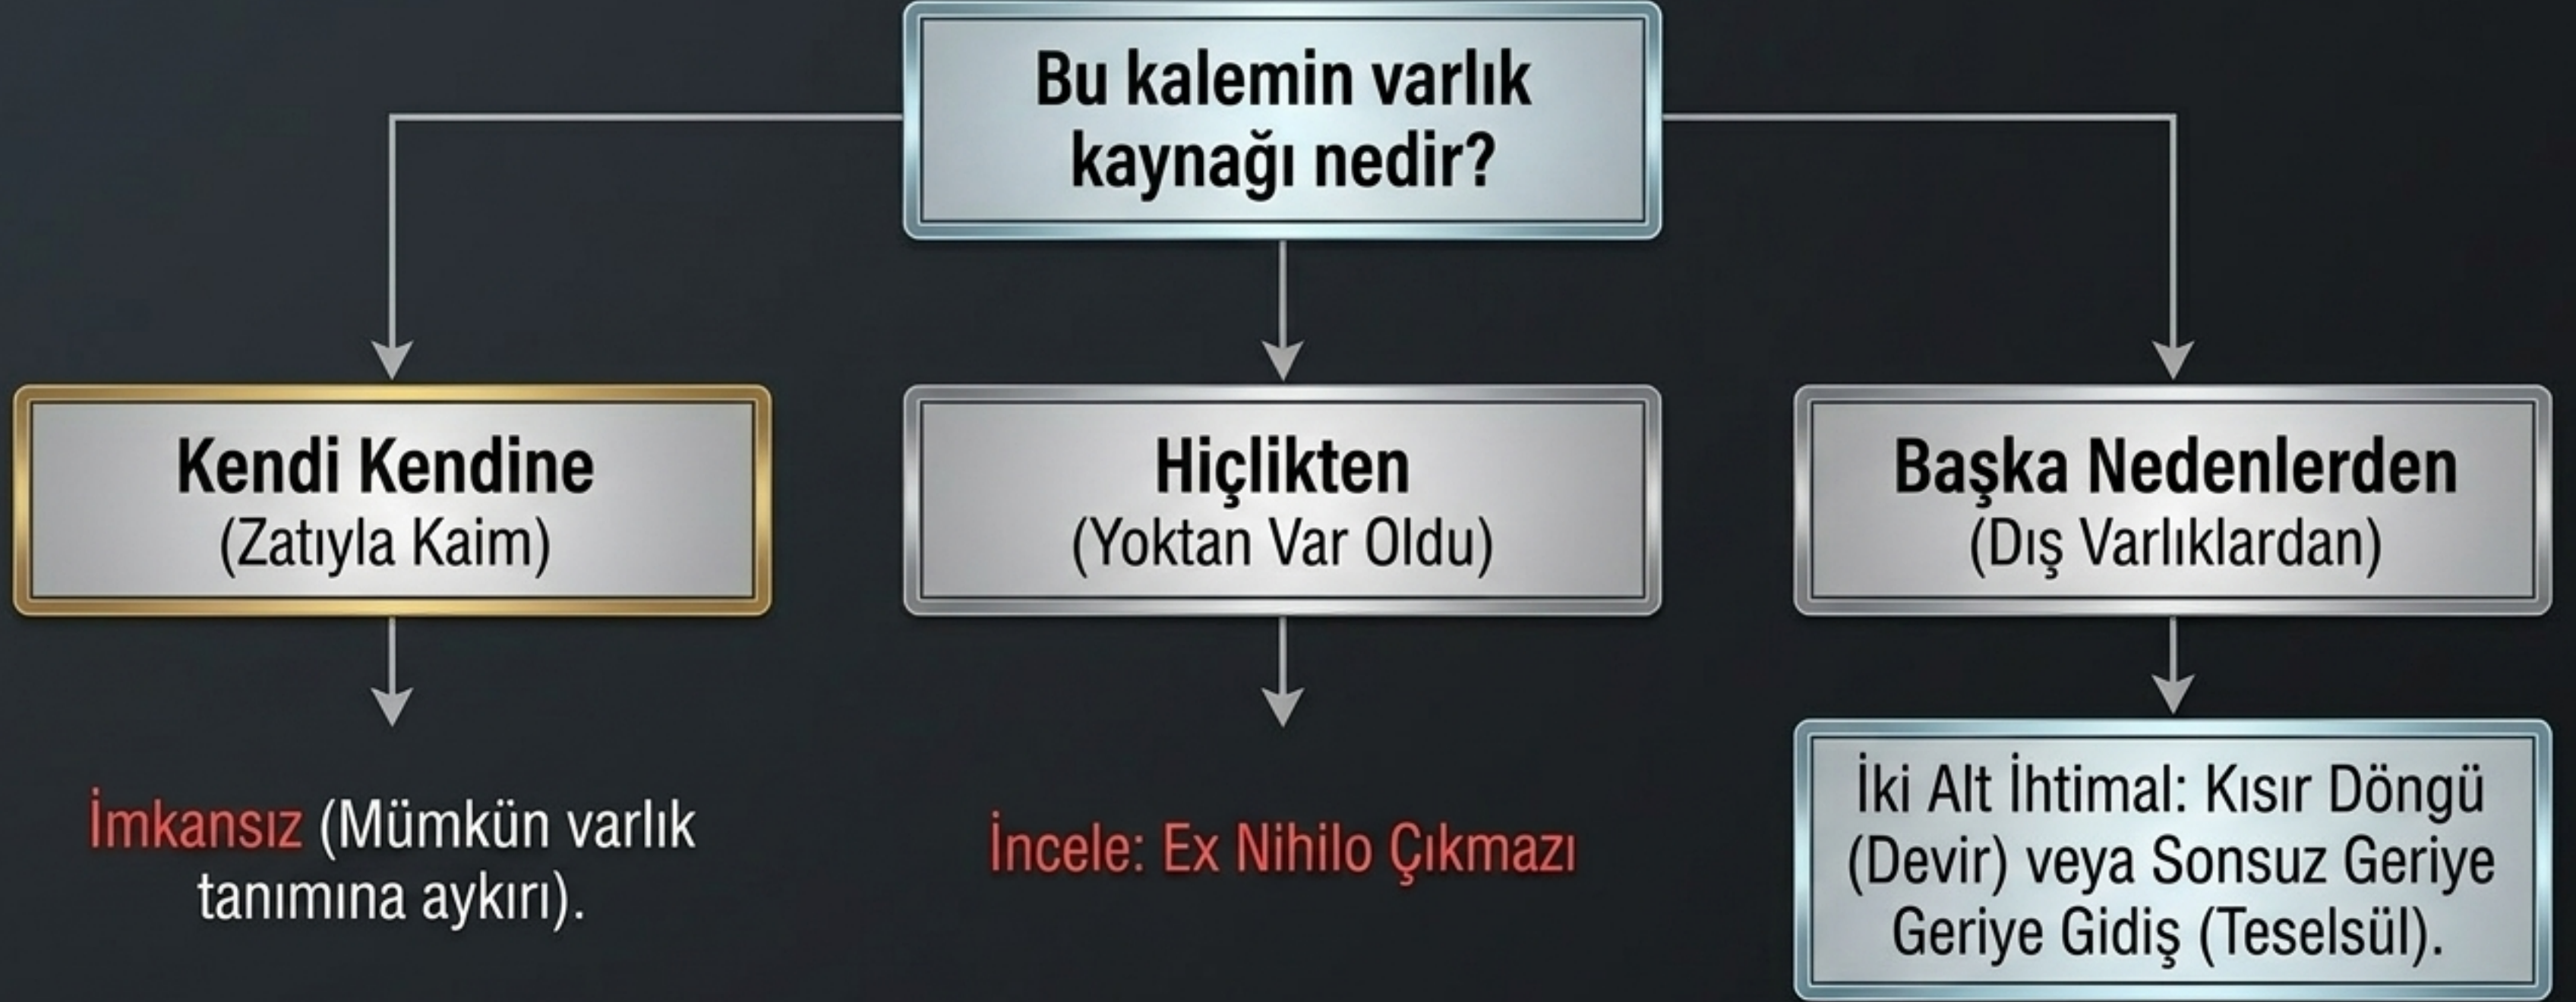 Bu kalemin varlık
kaynağı nedir?
Kendi Kendine
(Zatıyla Kaim)
Hiçlikten
(Yoktan Var Oldu)
Başka Nedenlerden
(Dış Varlıklardan)
İmkansız (Mümkün varlık
tanımına aykırı).
İncele: Ex Nihilo Çıkmazı
İki Alt İhtimal: Kısır Döngü
(Devir) veya Sonsuz Geriye
Geriye Gidiş (Teselsül).